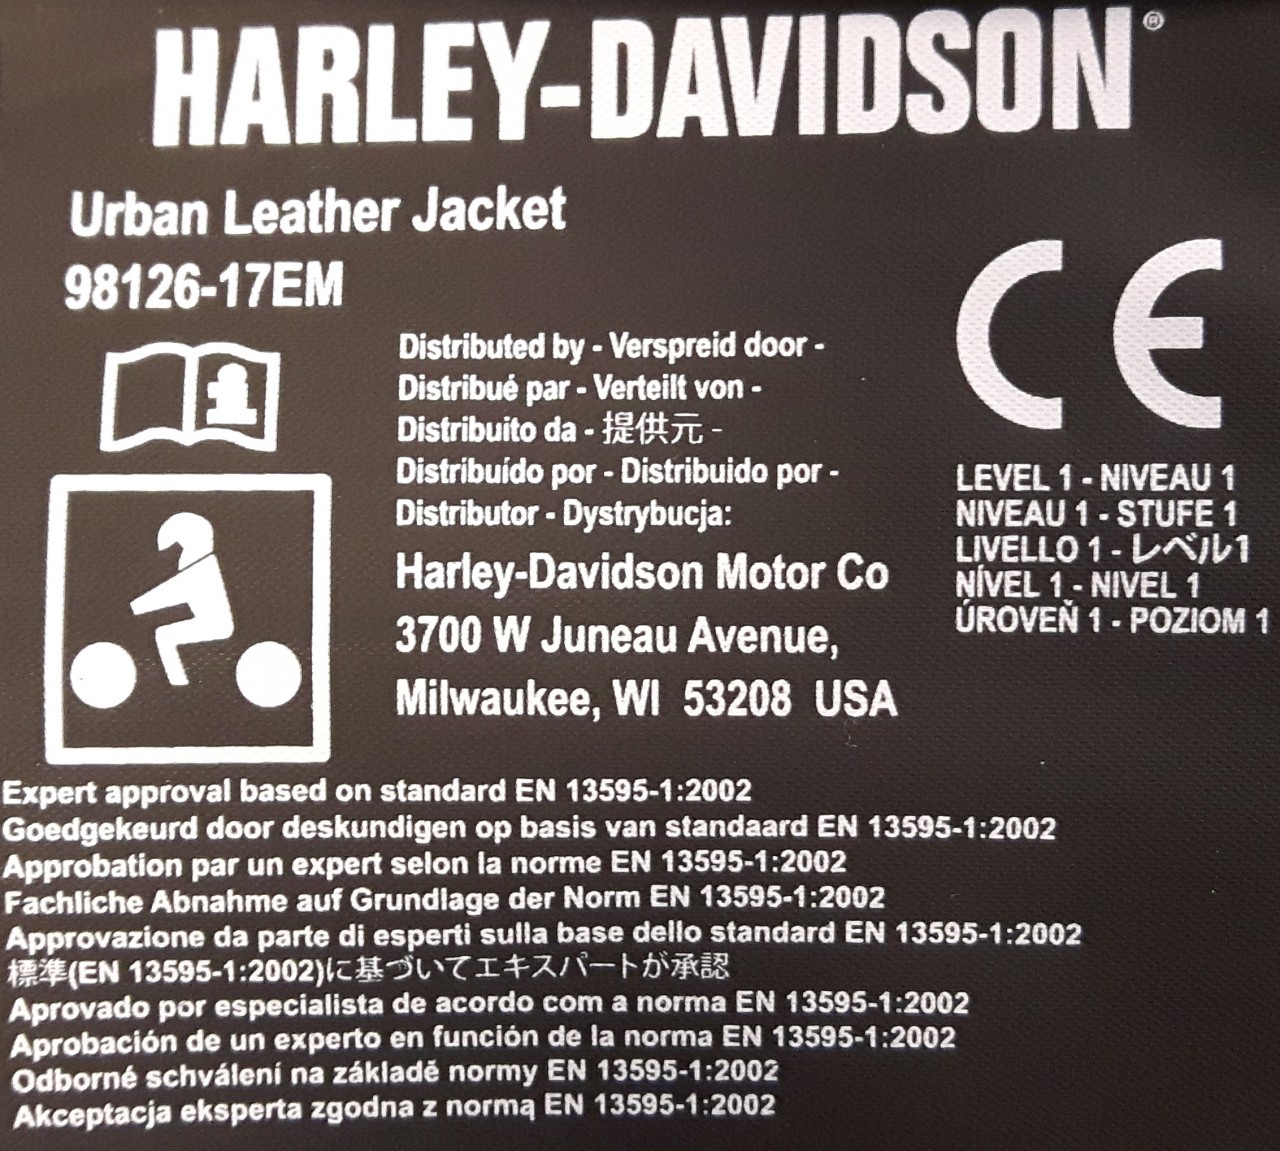 HARLEY-DAVIDSON®
Urban Leather Jacket
98126-17EM
Distributed by - Verspreid door -
Distribué par - Verteilt von -
Distribuito da - 提供元 -
Distribuído por - Distribuido por -
Distributor - Dystrybucja:
Harley-Davidson Motor Co
3700 W Juneau Avenue,
Milwaukee, WI 53208 USA
CE
LEVEL 1 - NIVEAU 1
NIVEAU 1 - STUFE 1
LIVELLO 1 - レベル1
NÍVEL 1 - NIVEL 1
ÚROVEŇ 1 - POZIOM 1
Expert approval based on standard EN 13595-1:2002
Goedgekeurd door deskundigen op basis van standaard EN 13595-1:2002
Approbation par un expert selon la norme EN 13595-1:2002
Fachliche Abnahme auf Grundlage der Norm EN 13595-1:2002
Approvazione da parte di esperti sulla base dello standard EN 13595-1:2002
標準(EN 13595-1:2002)に基づいてエキスパートが承認
Aprovado por especialista de acordo com a norma EN 13595-1:2002
Aprobación de un experto en función de la norma EN 13595-1:2002
Odborné schválení na základě normy EN 13595-1:2002
Akceptacja eksperta zgodna z normą EN 13595-1:2002